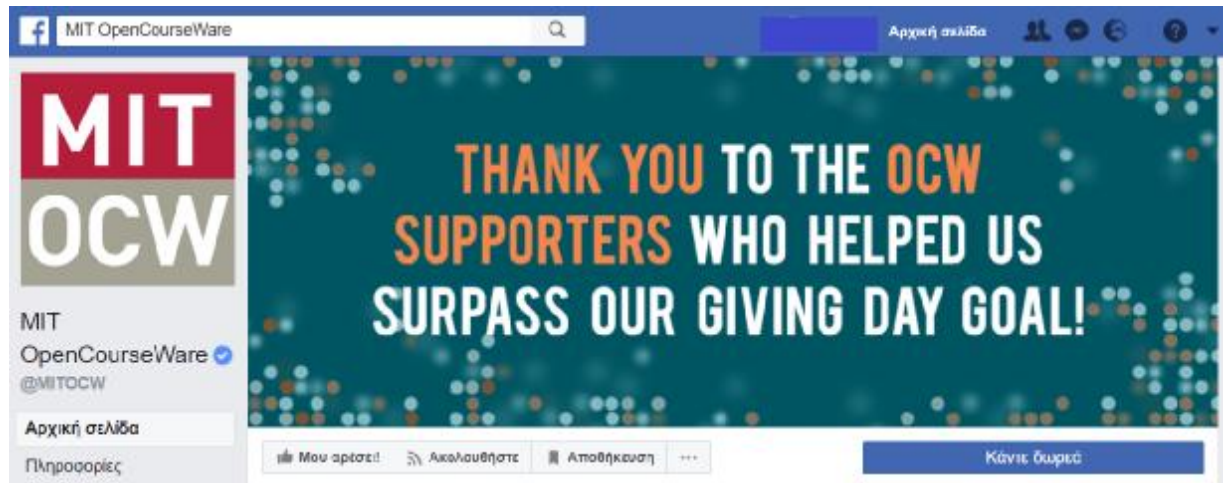 MIT OpenCourseWare
Αρχική σελίδα
MIT
OCW
THANK YOU TO THE OCW
SUPPORTERS WHO HELPED US
SURPASS OUR GIVING DAY GOAL!
MIT
OpenCourseWare
@MITOCW
Αρχική σελίδα
Πληροφορίες
Μου αρέσει!
Ακολουθήστε
Αποθήκευση
Κάντε δωρεά